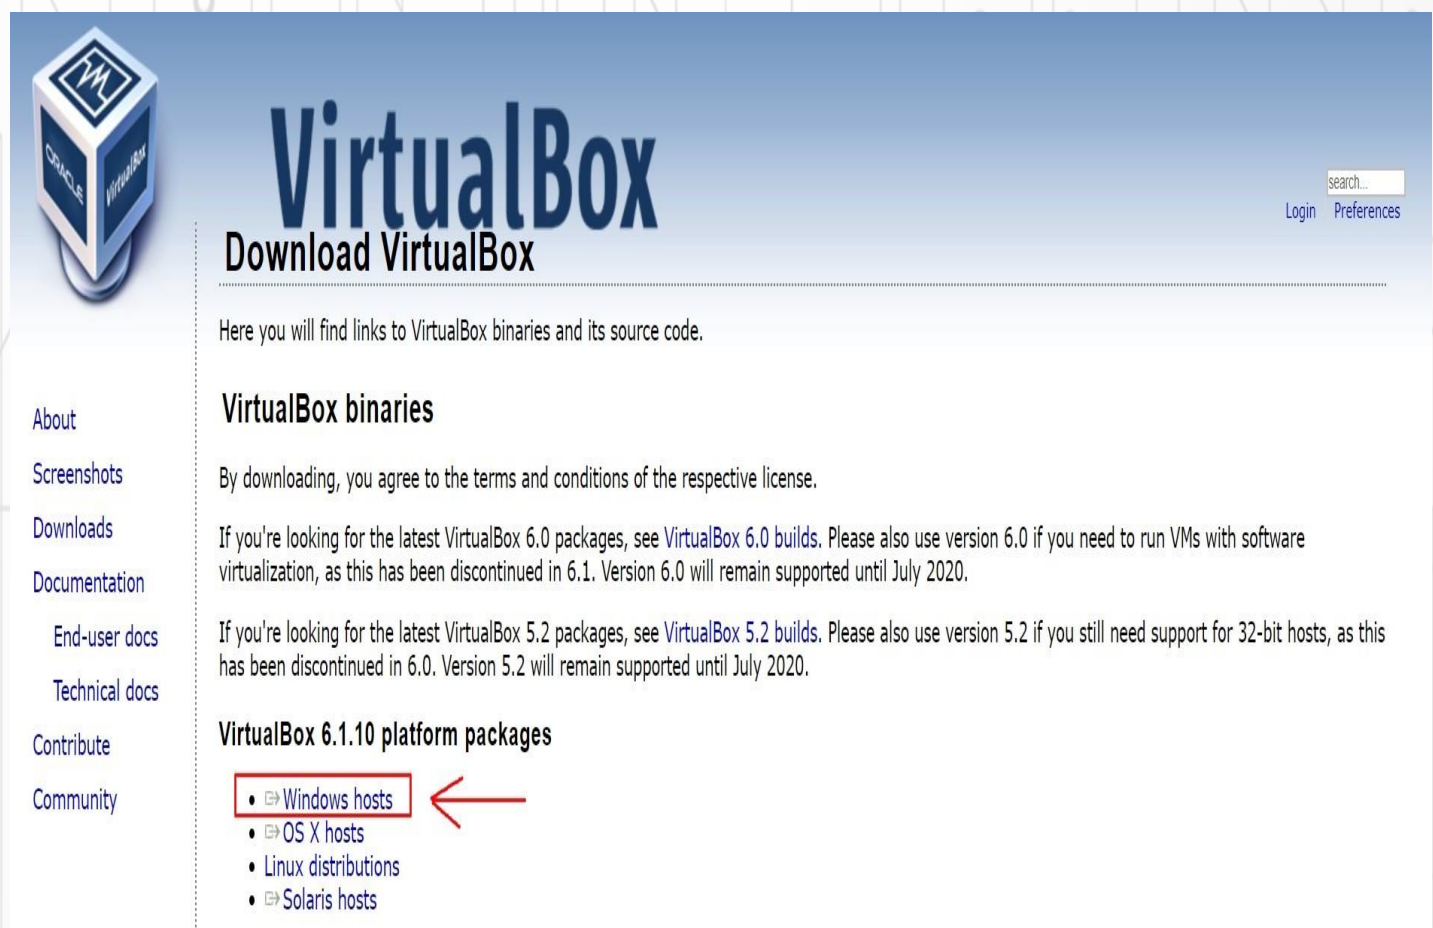 ORACLE
VirtualBox
VirtualBox
search...
Login Preferences
Download VirtualBox
Here you will find links to VirtualBox binaries and its source code.
About
Screenshots
Downloads
Documentation
End-user docs
Technical docs
Contribute
Community
VirtualBox binaries
By downloading, you agree to the terms and conditions of the respective license.
If you're looking for the latest VirtualBox 6.0 packages, see VirtualBox 6.0 builds. Please also use version 6.0 if you need to run VMs with software
virtualization, as this has been discontinued in 6.1. Version 6.0 will remain supported until July 2020.
If you're looking for the latest VirtualBox 5.2 packages, see VirtualBox 5.2 builds. Please also use version 5.2 if you still need support for 32-bit hosts, as this
has been discontinued in 6.0. Version 5.2 will remain supported until July 2020.
VirtualBox 6.1.10 platform packages
Windows hosts
OS X hosts
Linux distributions
Solaris hosts